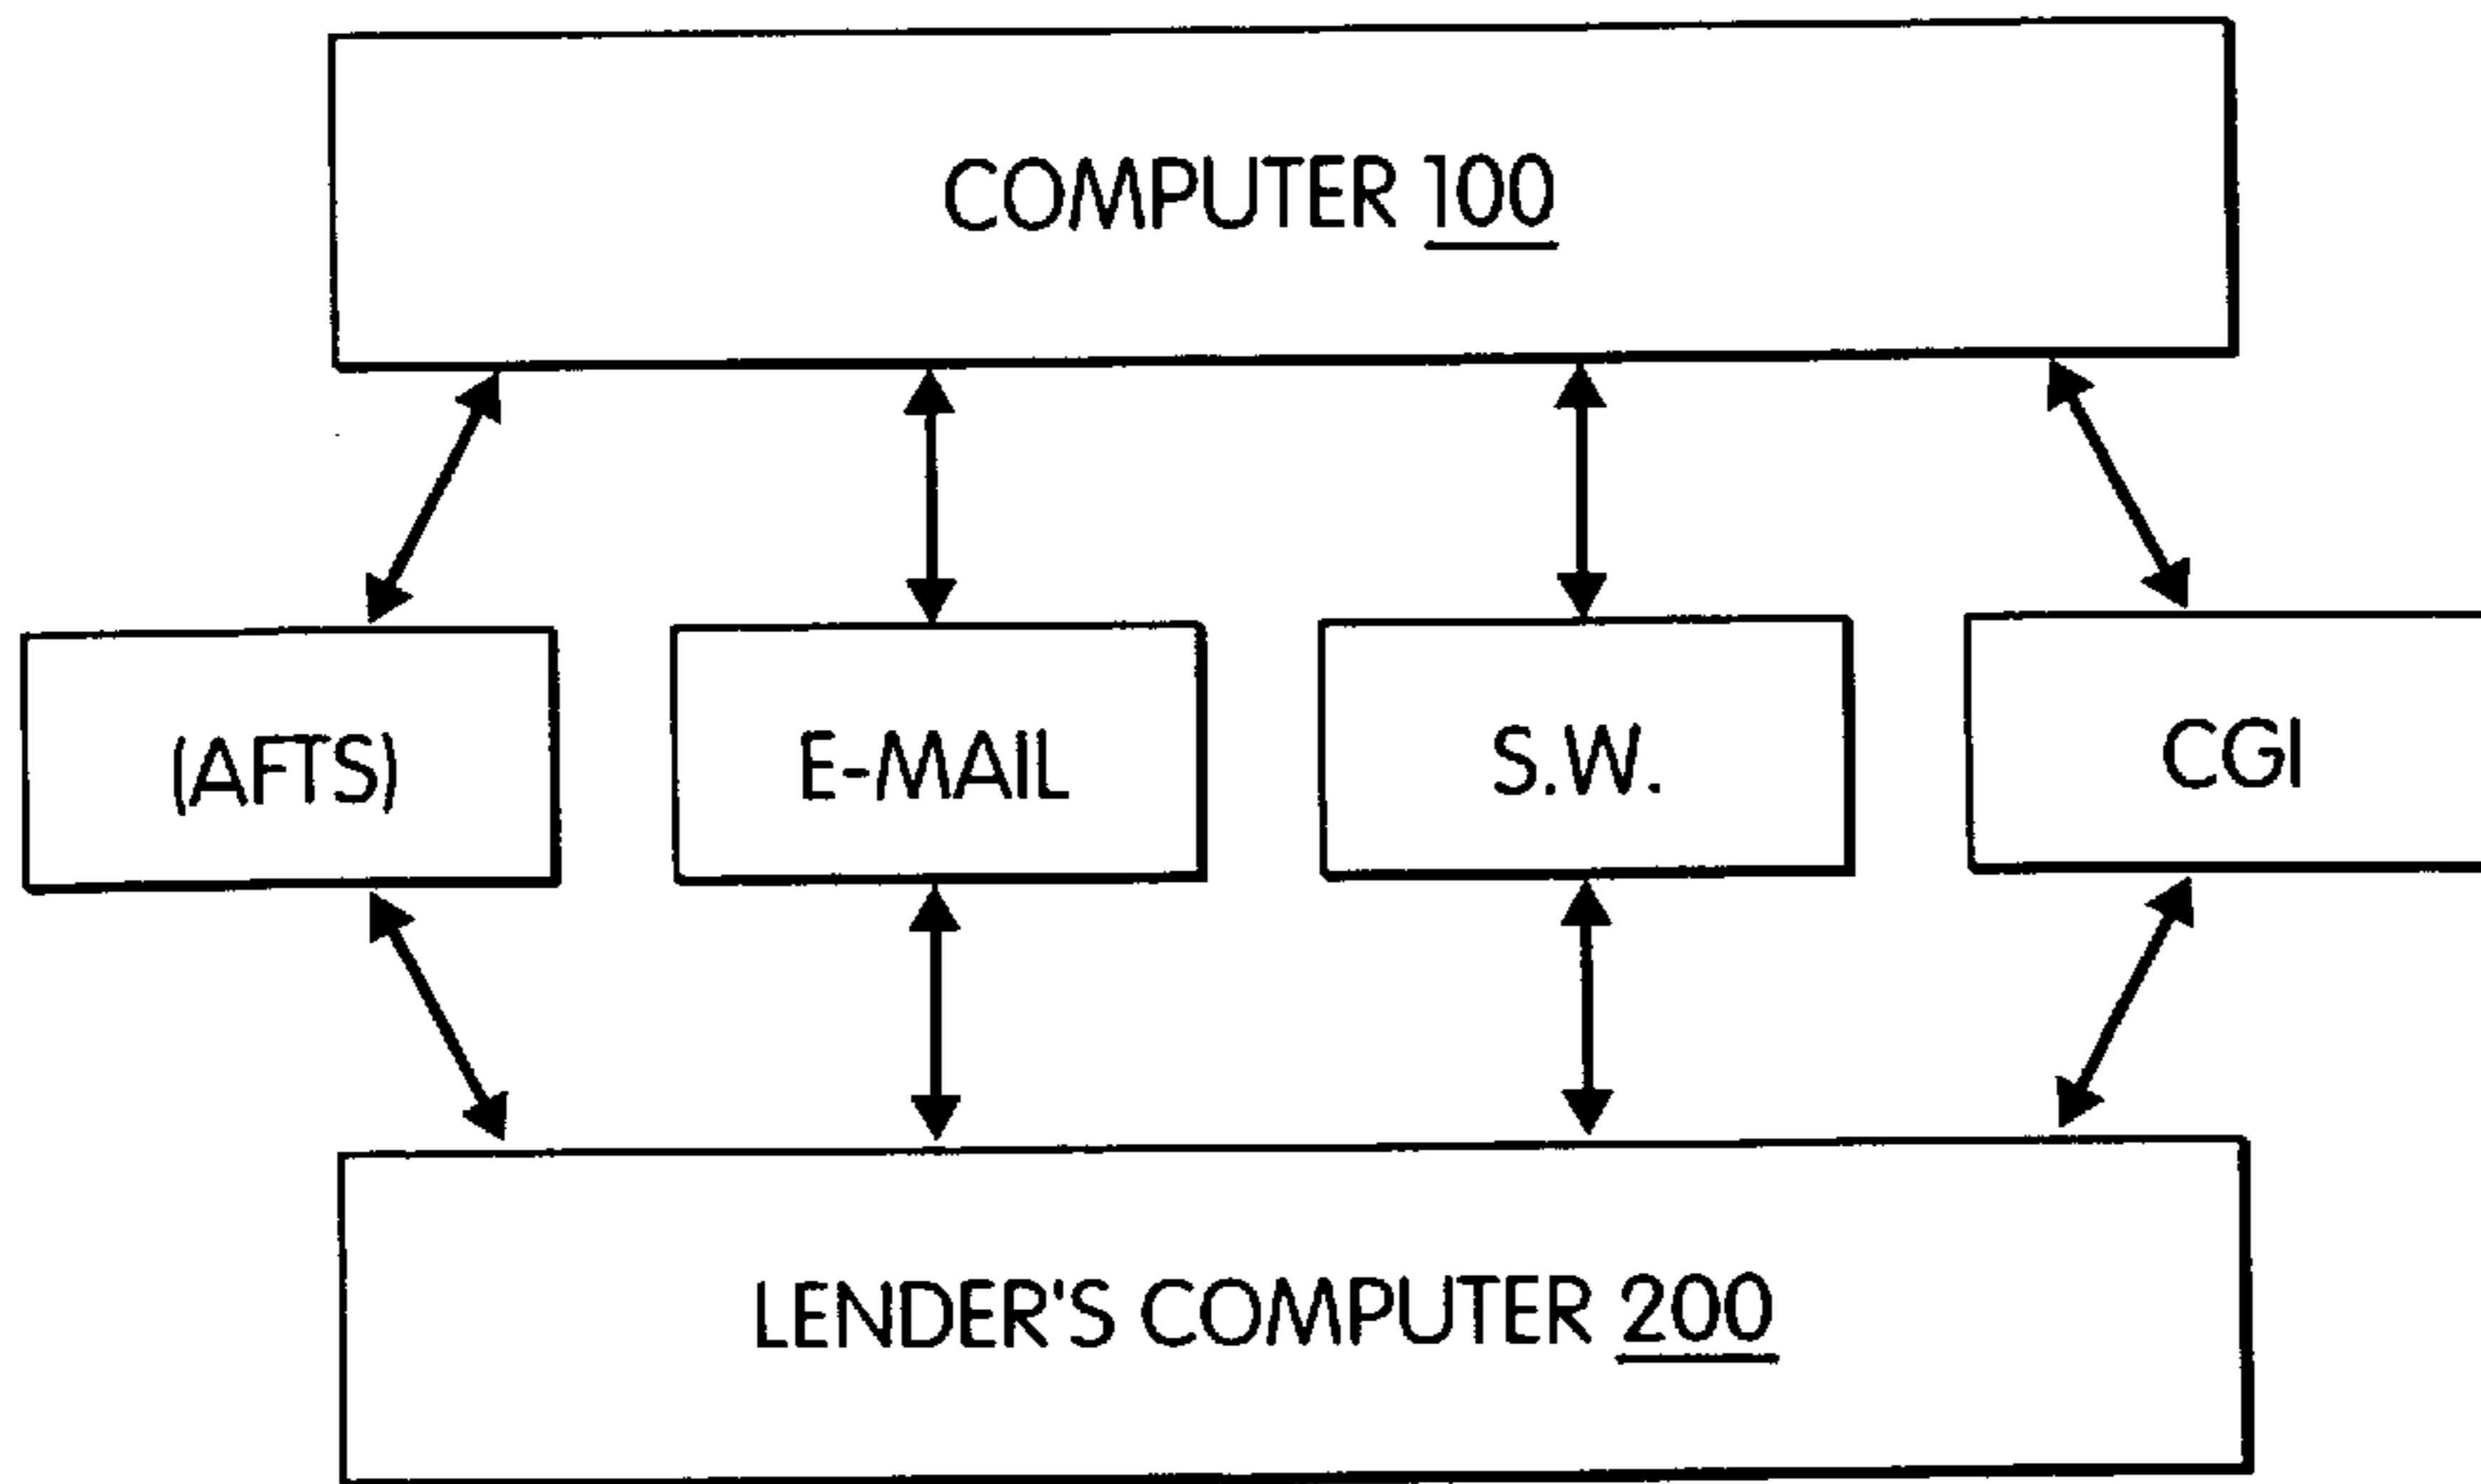 COMPUTER 100
(AFTS)
E-MAIL
S.W.
CGI
LENDER'S COMPUTER 200